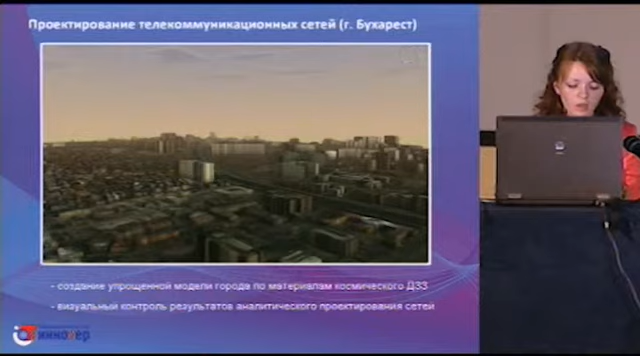 Проектирование телекоммуникационных сетей (г. Бухарест)
- создание упрощенной модели города по материалам космического ДЗЗ
- визуальный контроль результатов аналитического проектирования сетей